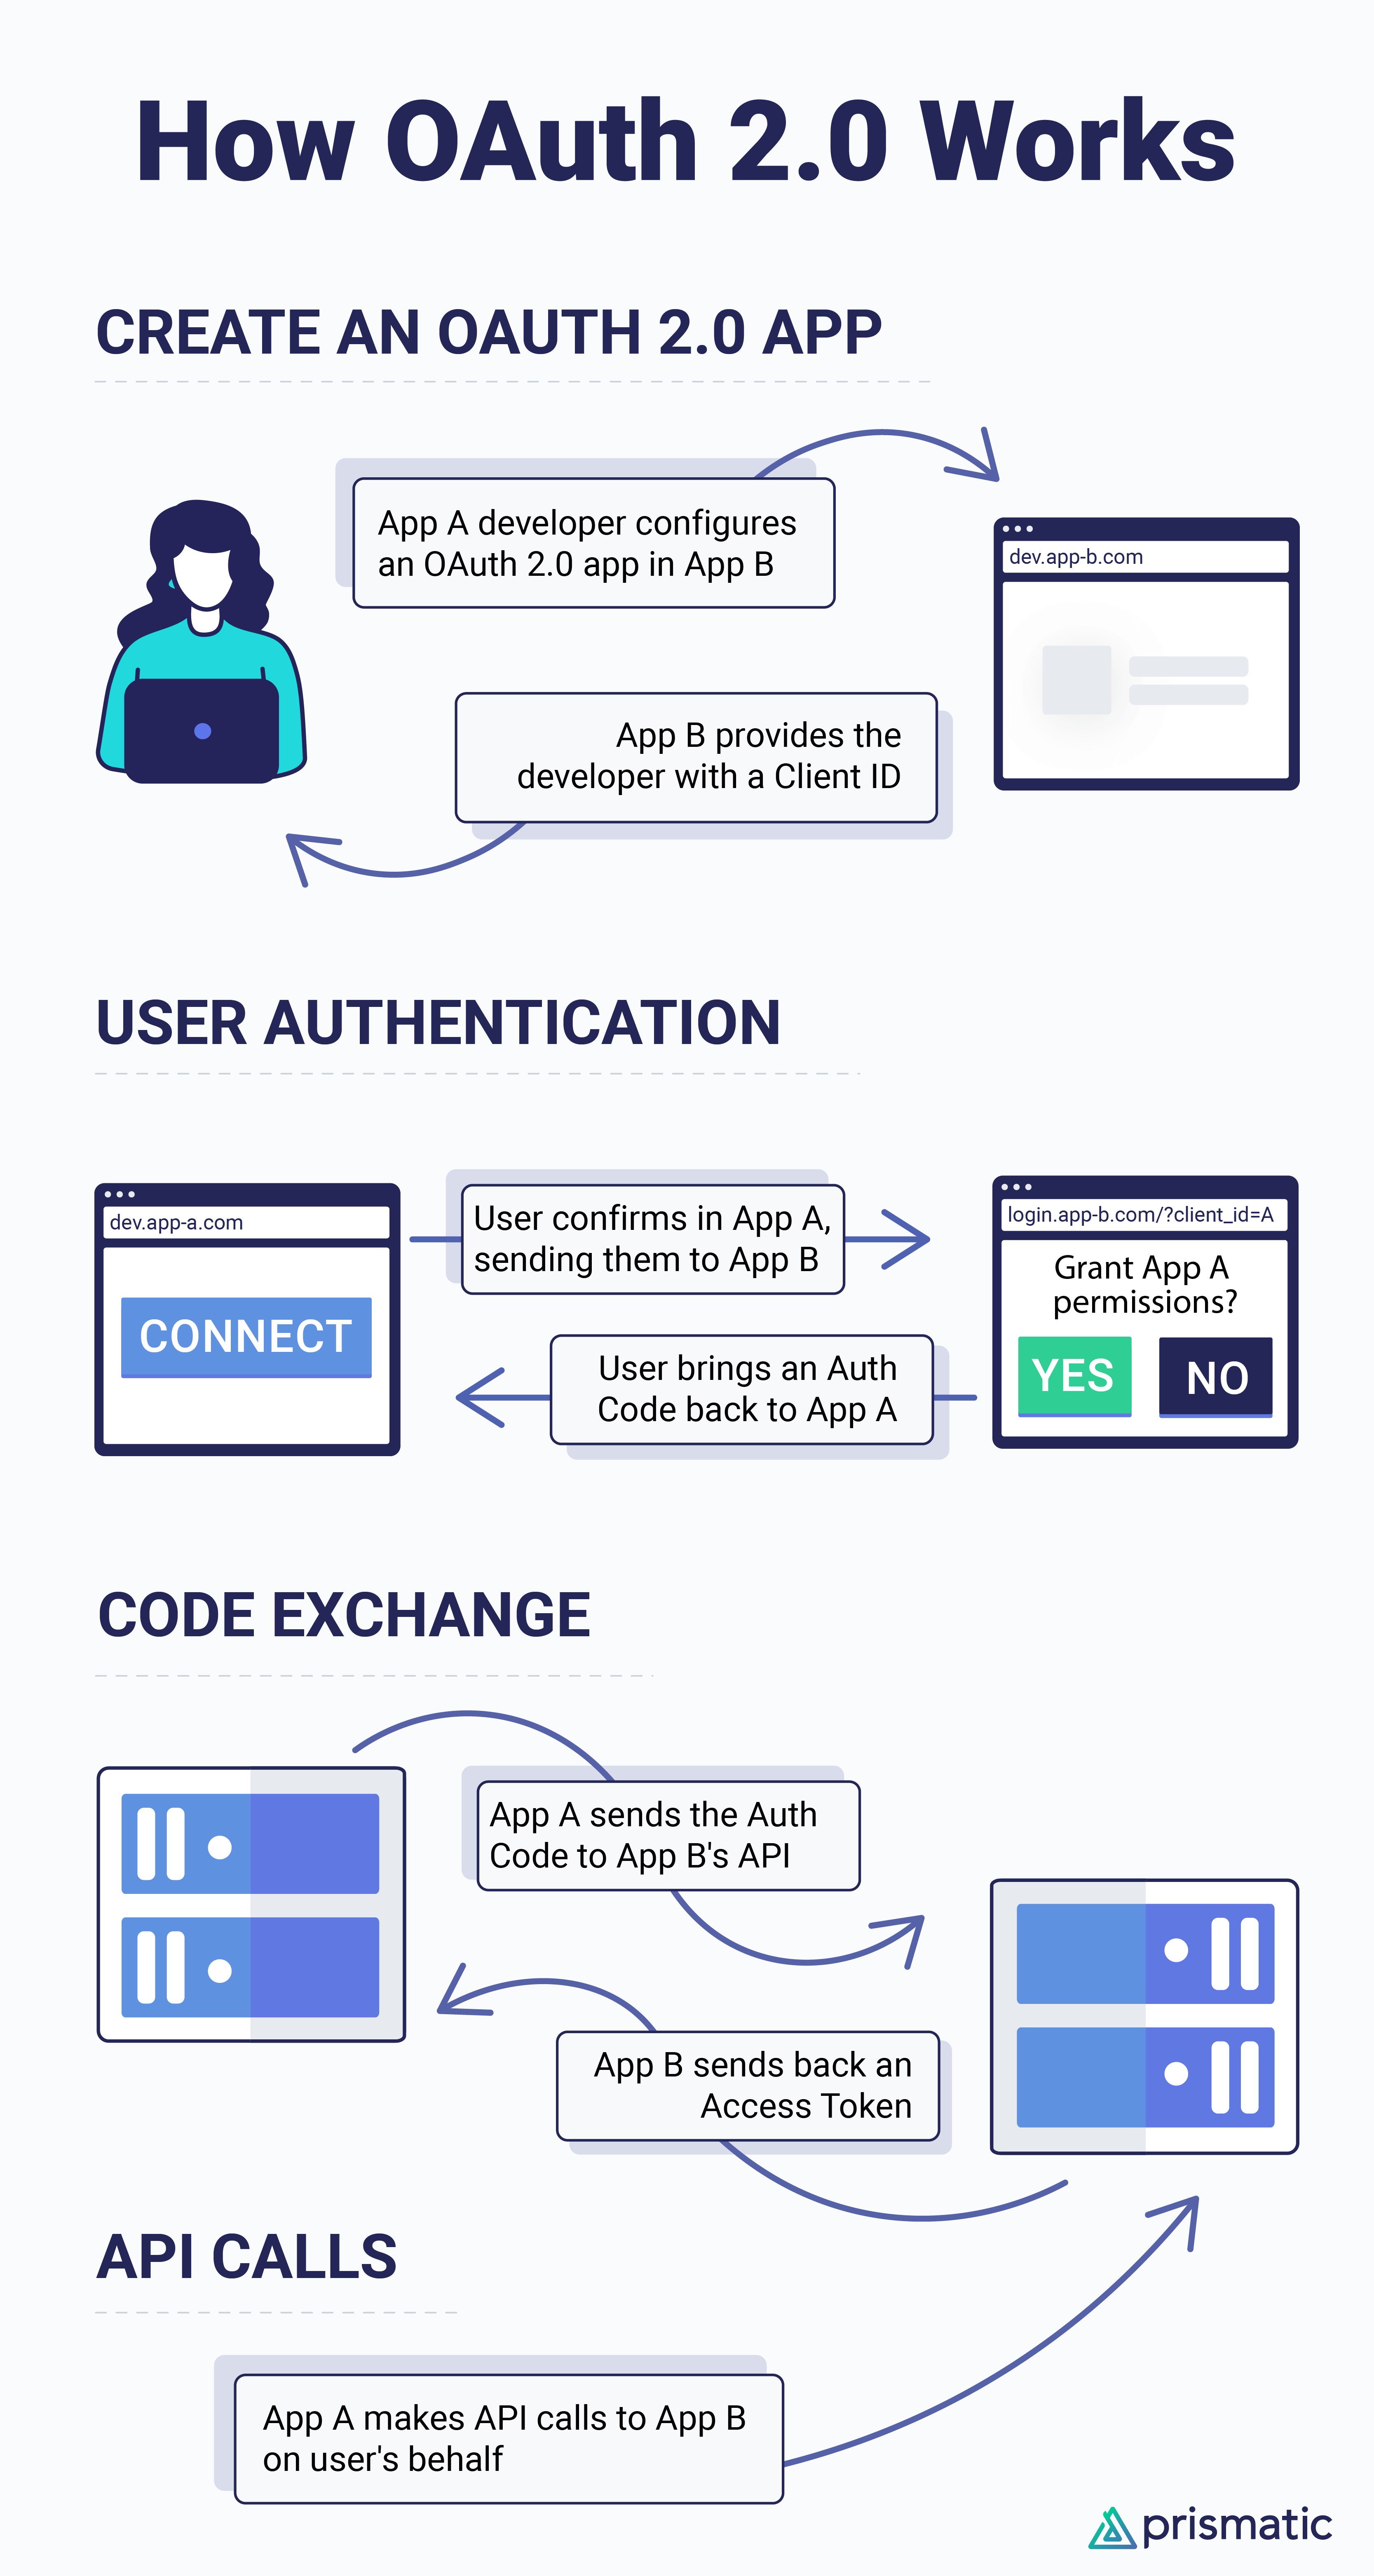 How OAuth 2.0 Works
CREATE AN OAUTH 2.0 APP
App A developer configures
an OAuth 2.0 app in App B
dev.app-b.com
App B provides the
developer with a Client ID
USER AUTHENTICATION
dev.app-a.com
CONNECT
User confirms in App A,
sending them to App B
login.app-b.com/?client_id=A
Grant App A
permissions?
YES NO
User brings an Auth
Code back to App A
CODE EXCHANGE
App A sends the Auth
Code to App B's API
App B sends back an
Access Token
API CALLS
App A makes API calls to App B
on user's behalf
prismatic